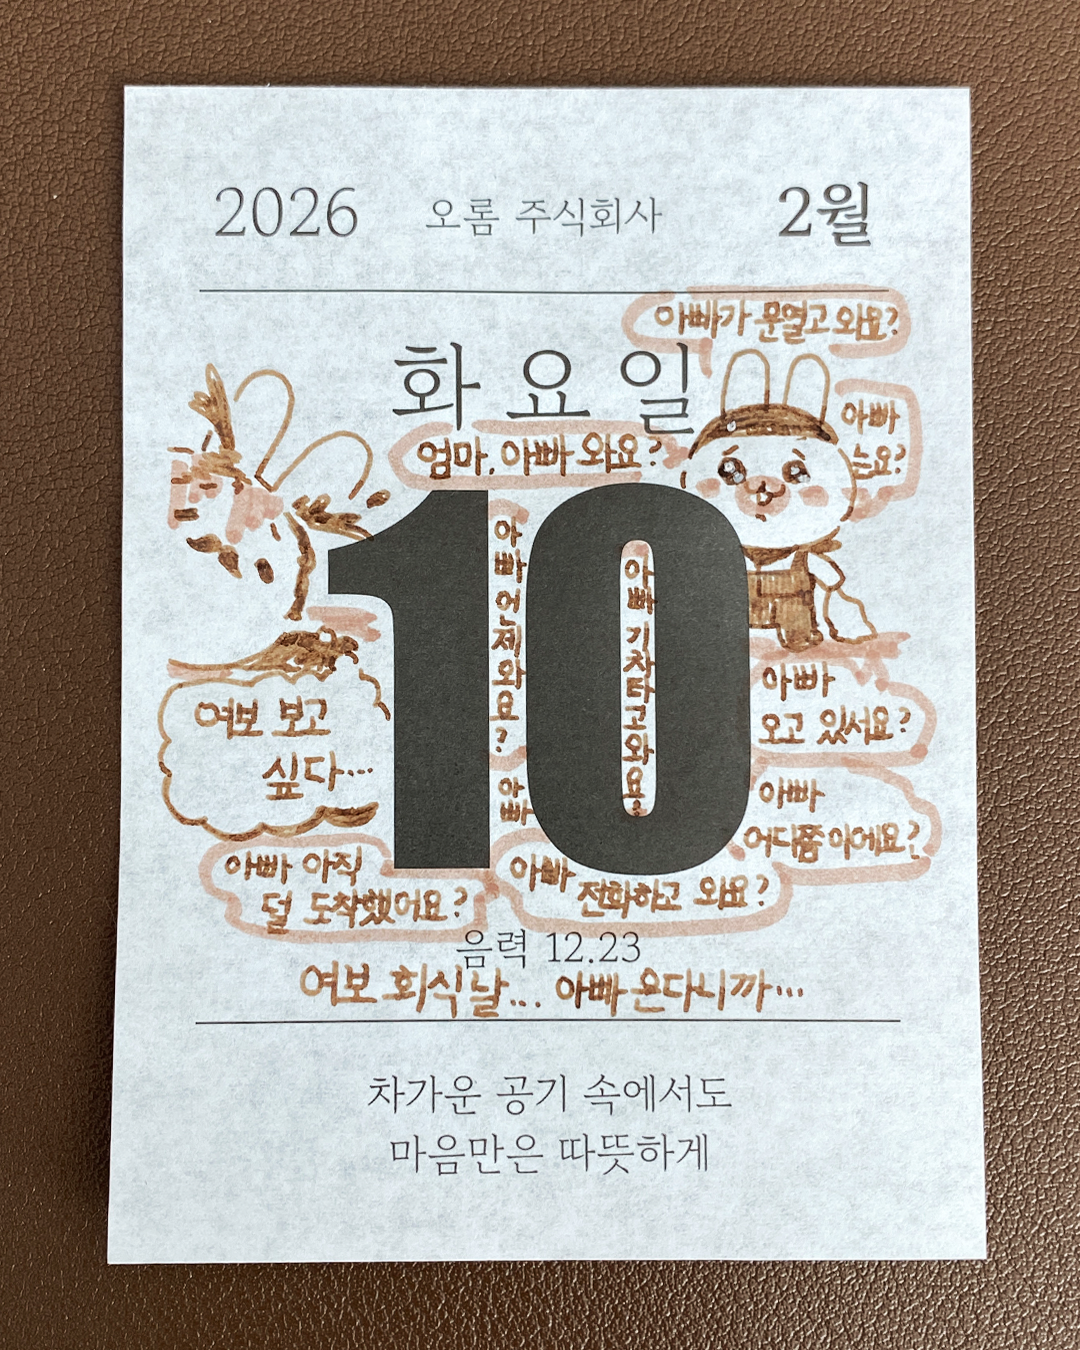 2026 오롬 주식회사 2월
아빠가 문열고 와요?
화요일
아빠
는요?
엄마, 아빠 와요?
10
아빠 언제 와요?
아빠
아빠 기차타고와요?
여보 보고
싶다...
아빠
오고 있서요?
아빠
어디쯤이에요?
아빠 아직
덜 도착했어요?
아빠
전화하고 와요?
음력 12.23
여보 회식날... 아빠 온다니까...
차가운 공기 속에서도
마음만은 따뜻하게